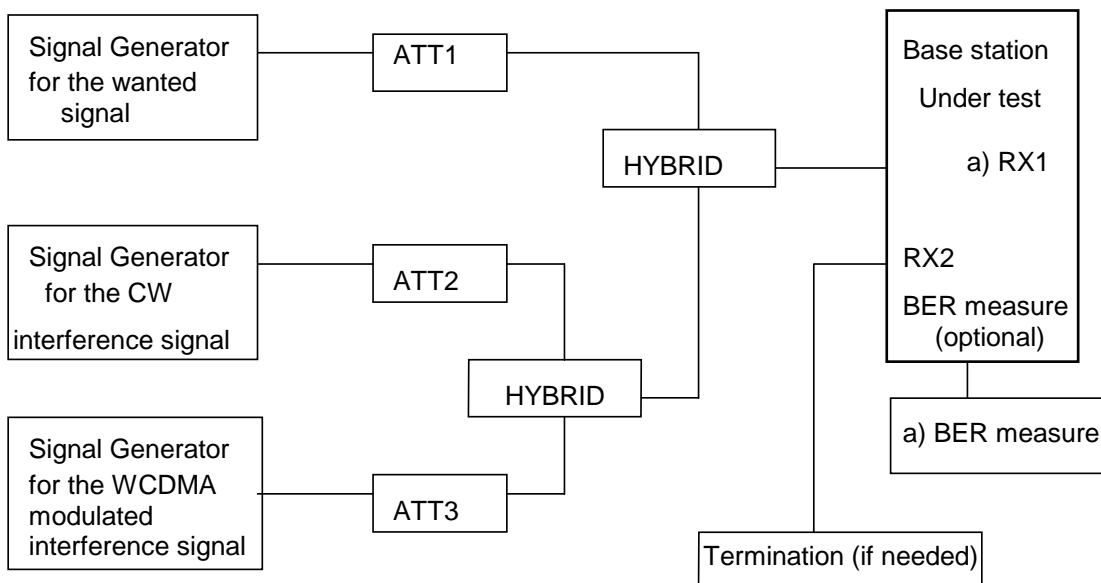 Signal Generator
for the wanted
signal
ATT1
HYBRID
Base station
Under test
a) RX1
RX2
BER measure
(optional)
Signal Generator
for the CW
interference signal
ATT2
HYBRID
a) BER measure
Signal Generator
for the WCDMA
modulated
interference signal
ATT3
Termination (if needed)